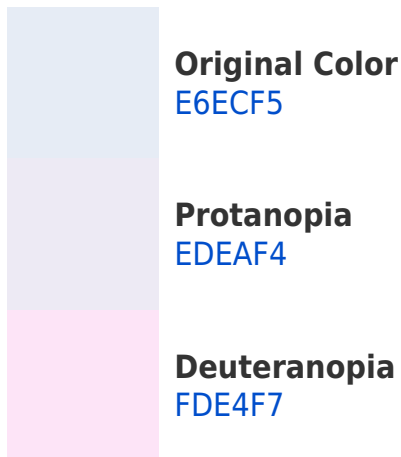 Original Color
E6ECF5
Protanopia
EDEAF4
Deuteranopia
FDE4F7